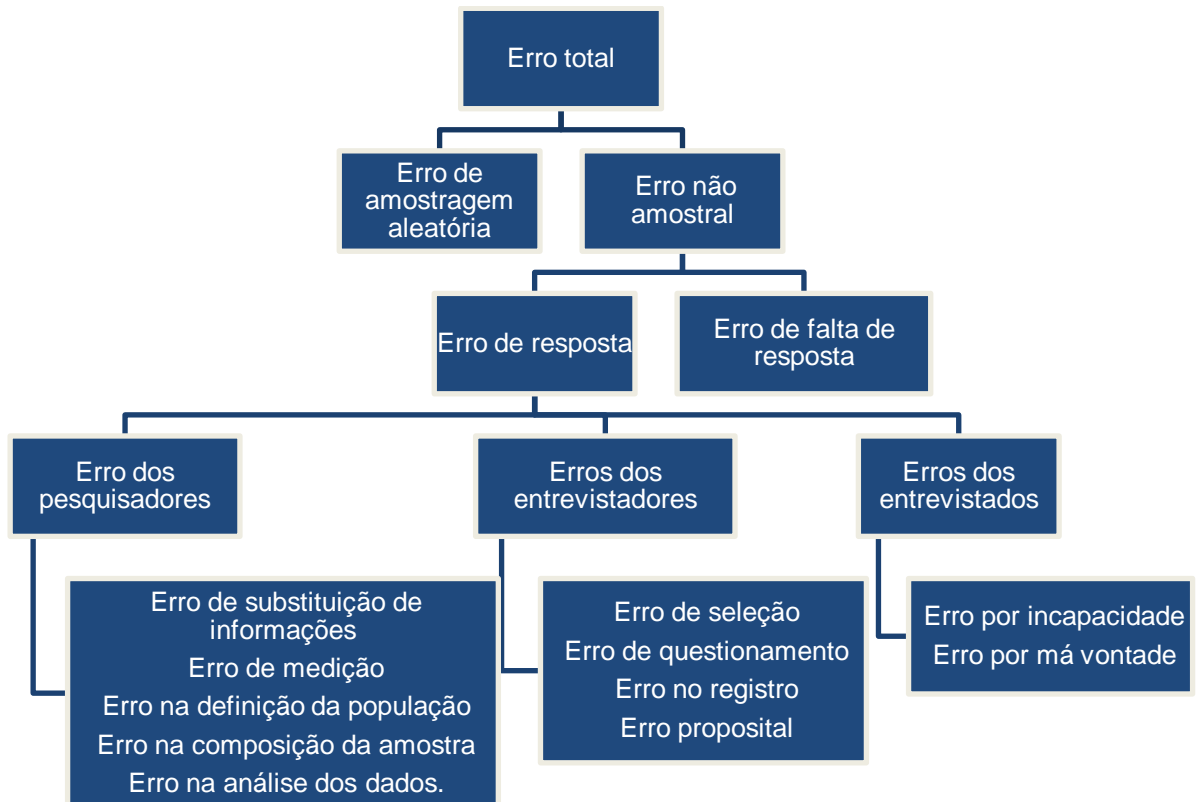 Erro total
Erro de
amostragem
aleatória
Erro não
amostral
Erro de resposta
Erro de falta de
resposta
Erro dos
pesquisadores
Erros dos
entrevistadores
Erros dos
entrevistados
Erro de substituição de
informações
Erro de medição
Erro na definição da população
Erro na composição da amostra
Erro na análise dos dados.
Erro de seleção
Erro de questionamento
Erro no registro
Erro proposital
Erro por incapacidade
Erro por má vontade